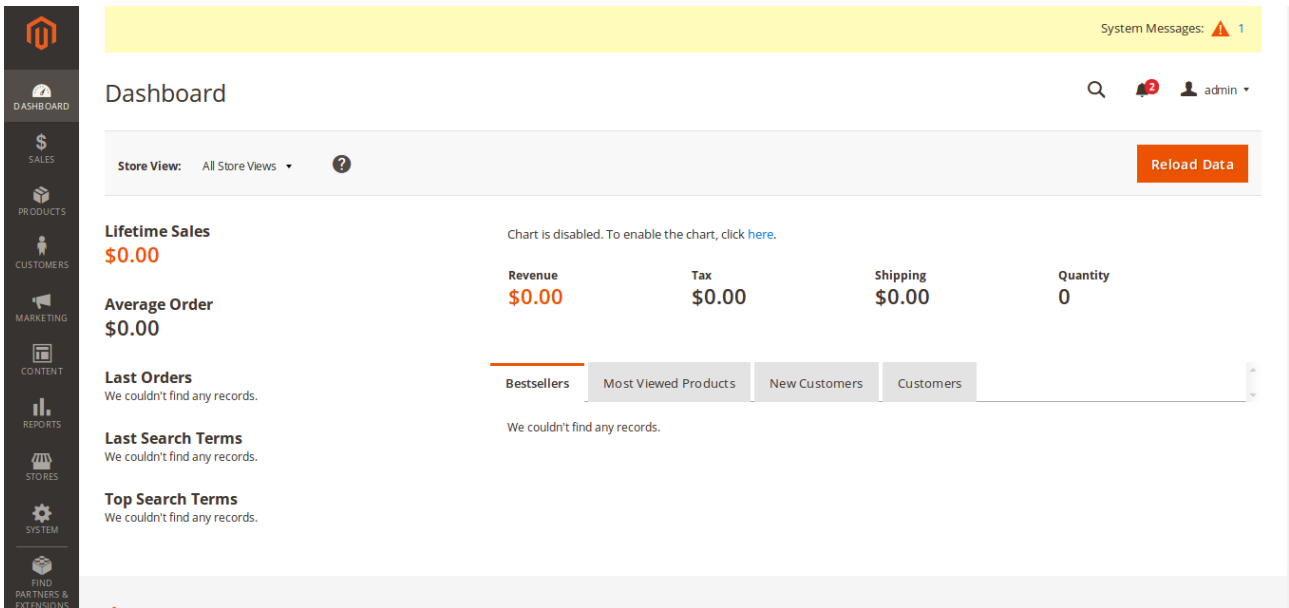 System Messages: 1
Dashboard
2
admin
Store View: All Store Views ?
Reload Data
DASHBOARD
SALES
PRODUCTS
CUSTOMERS
MARKETING
CONTENT
REPORTS
STORES
SYSTEM
FIND
PARTNERS &
EXTENSIONS
Lifetime Sales
$0.00
Average Order
$0.00
Last Orders
We couldn't find any records.
Last Search Terms
We couldn't find any records.
Top Search Terms
We couldn't find any records.
Chart is disabled. To enable the chart, click here.
Revenue Tax Shipping Quantity
$0.00 $0.00 $0.00 0
Bestsellers Most Viewed Products New Customers Customers
We couldn't find any records.